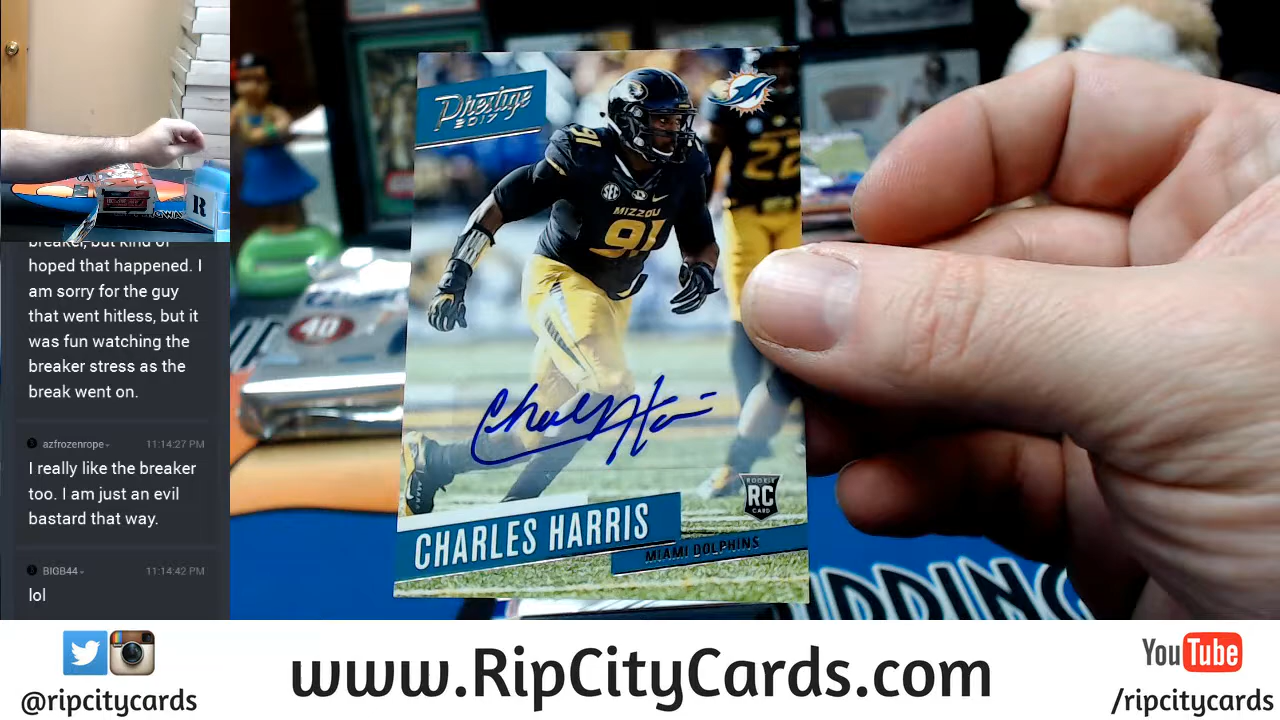 breaker, but kind of
hoped that happened. I
am sorry for the guy
that went hitless, but it
was fun watching the
breaker stress as the
break went on.
azfrozenrope
11:14:27 PM
I really like the breaker
too. I am just an evil
bastard that way.
BIGB44
11:14:42 PM
lol
R
40
Prestige
2017
SEC
MIZZOU
91
91
22
Charles Harris
ROOKIE
RC
CARD
CHARLES HARRIS
MIAMI DOLPHINS
www.RipCityCards.com
@ripcitycards
YouTube
/ripcitycards